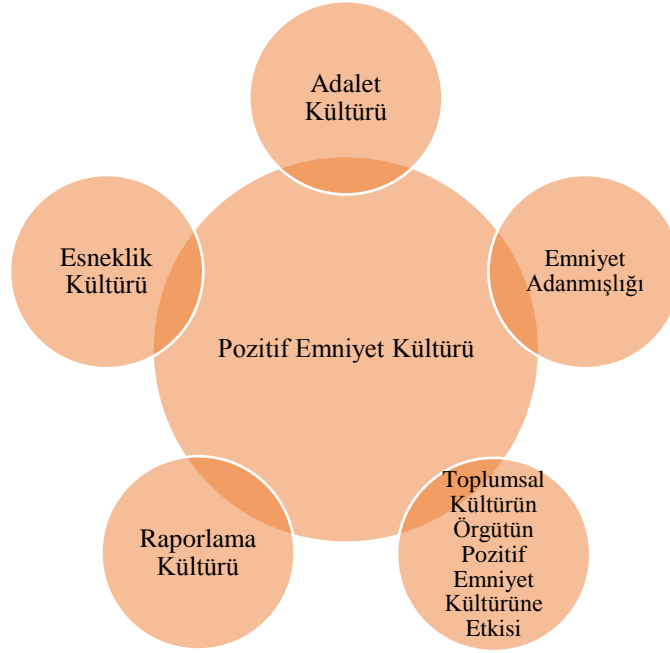 Adalet
Kültürü
Esneklik
Kültürü
Emniyet
Adanmışlığı
Pozitif Emniyet Kültürü
Raporlama
Kültürü
Toplumsal
Kültürün
Örgütün
Pozitif
Emniyet
Kültürüne
Etkisi